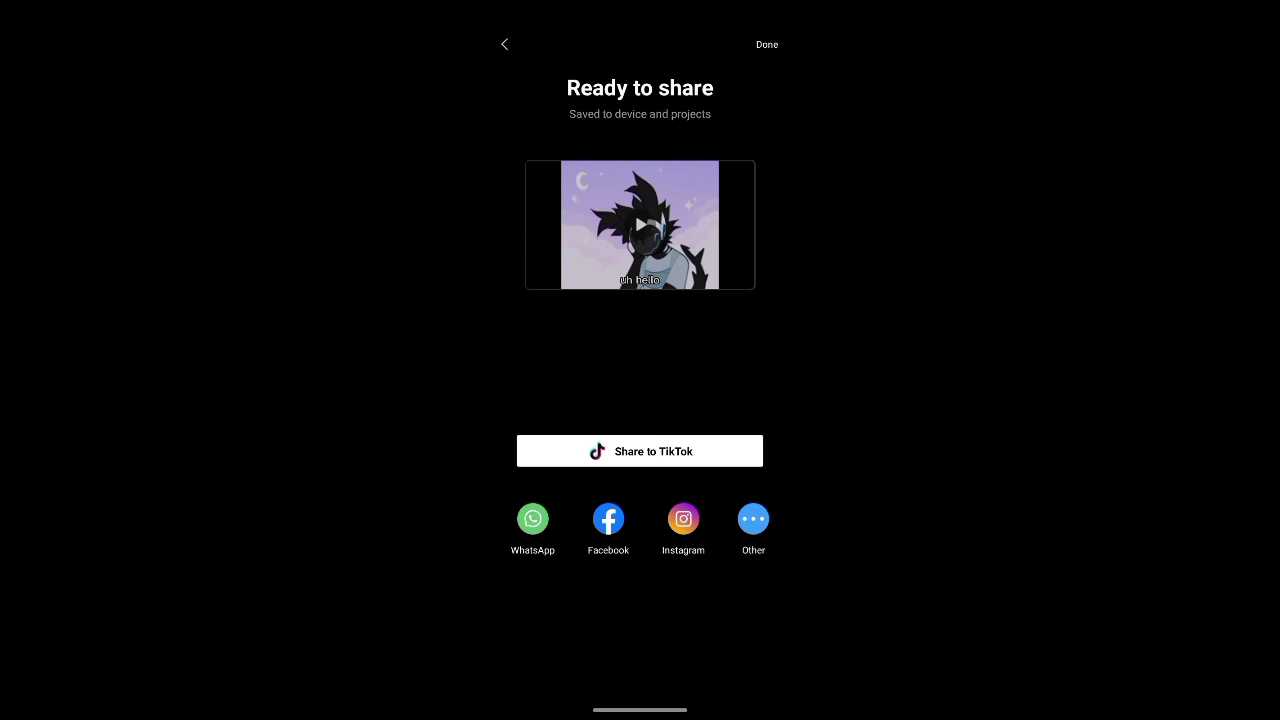 Done
Ready to share
Saved to device and projects
uh hello
Share to TikTok
WhatsApp
Facebook
Instagram
Other